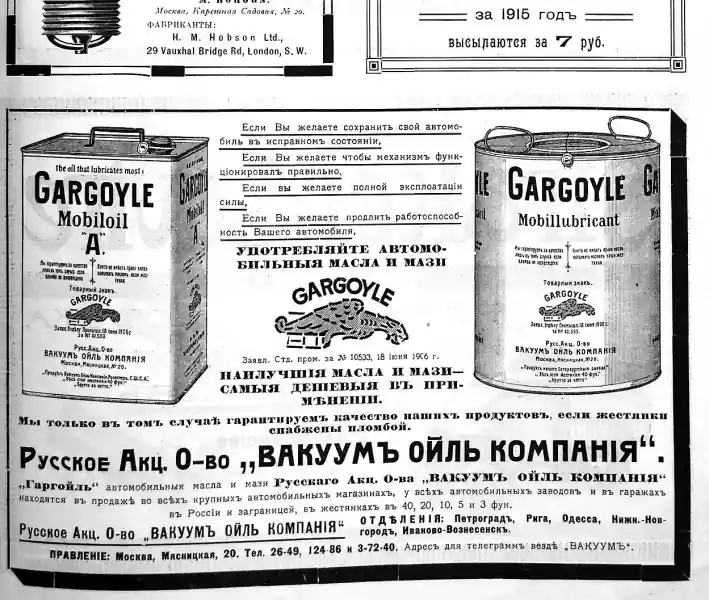 М. НОВSОN.
Москва, Каретная Садовая, № 20.
ФАБРИКАНТЫ:
H. M. Hobson Ltd.,
29 Vauxhal Bridge Rd, London, S. W.
за 1915 годъ
высылаются за 7 руб.
the oil that lubricates most
GARGOYLE
Mobiloil
"A"
Товарный знакъ.
GARGOYLE
Русс. Акц. О-во
ВАКУУМЪ ОЙЛЬ КОМПАНІЯ
Москва, Мясницкая, № 20.
GARGOYLE
Mobiloil
"A"
Если Вы желаете сохранить свой автомо-
биль въ исправномъ состояніи,
Если Вы желаете чтобы механизмъ функ-
ціонировалъ правильно,
Если вы желаете полной эксплоатаціи
силы,
Если Вы желаете продлить работоспособ-
ность Вашего автомобиля,
УПОТРЕБЛЯЙТЕ АВТОМО-
БИЛЬНЫЯ МАСЛА И МАЗИ
GARGOYLE
Заявл. Стд. пром. за № 10533, 18 іюня 1906 г.
НАИЛУЧШІЯ МАСЛА И МАЗИ—
САМЫЯ ДЕШЕВЫЯ ВЪ ПРИ-
МѢНЕНІИ.
GARGOYLE
Mobillubricant
Товарный знакъ.
GARGOYLE
Русс. Акц. О-во
ВАКУУМЪ ОЙЛЬ КОМПАНІЯ
Москва, Мясницкая, № 20
Мы только въ томъ случаѣ гарантируемъ качество нашихъ продуктовъ, если жестянки
снабжены пломбой.
Русское Акц. О-во „ВАКУУМЪ ОЙЛЬ КОМПАНІЯ“.
„Гаргойль“ автомобильныя масла и мази Русскаго Акц. О-ва „ВАКУУМЪ ОЙЛЬ КОМПАНІЯ“
находятся въ продажѣ во всѣхъ крупныхъ автомобильныхъ магазинахъ, у всѣхъ автомобильныхъ заводовъ и въ гаражахъ
въ Россіи и заграницей, въ жестянкахъ въ 40, 20, 10, 5 и 3 фун.
Русское Акц. О-во „ВАКУУМЪ ОЙЛЬ КОМПАНІЯ“
ОТДѢЛЕНІЯ: Петроградъ, Рига, Одесса, Нижн.-Нов-
городъ, Иваново-Вознесенскъ.
ПРАВЛЕНІЕ: Москва, Мясницкая, 20. Тел. 26-49, 124-86 и 3-72-40. Адресъ для телеграммъ вездѣ „ВАКУУМЪ“.